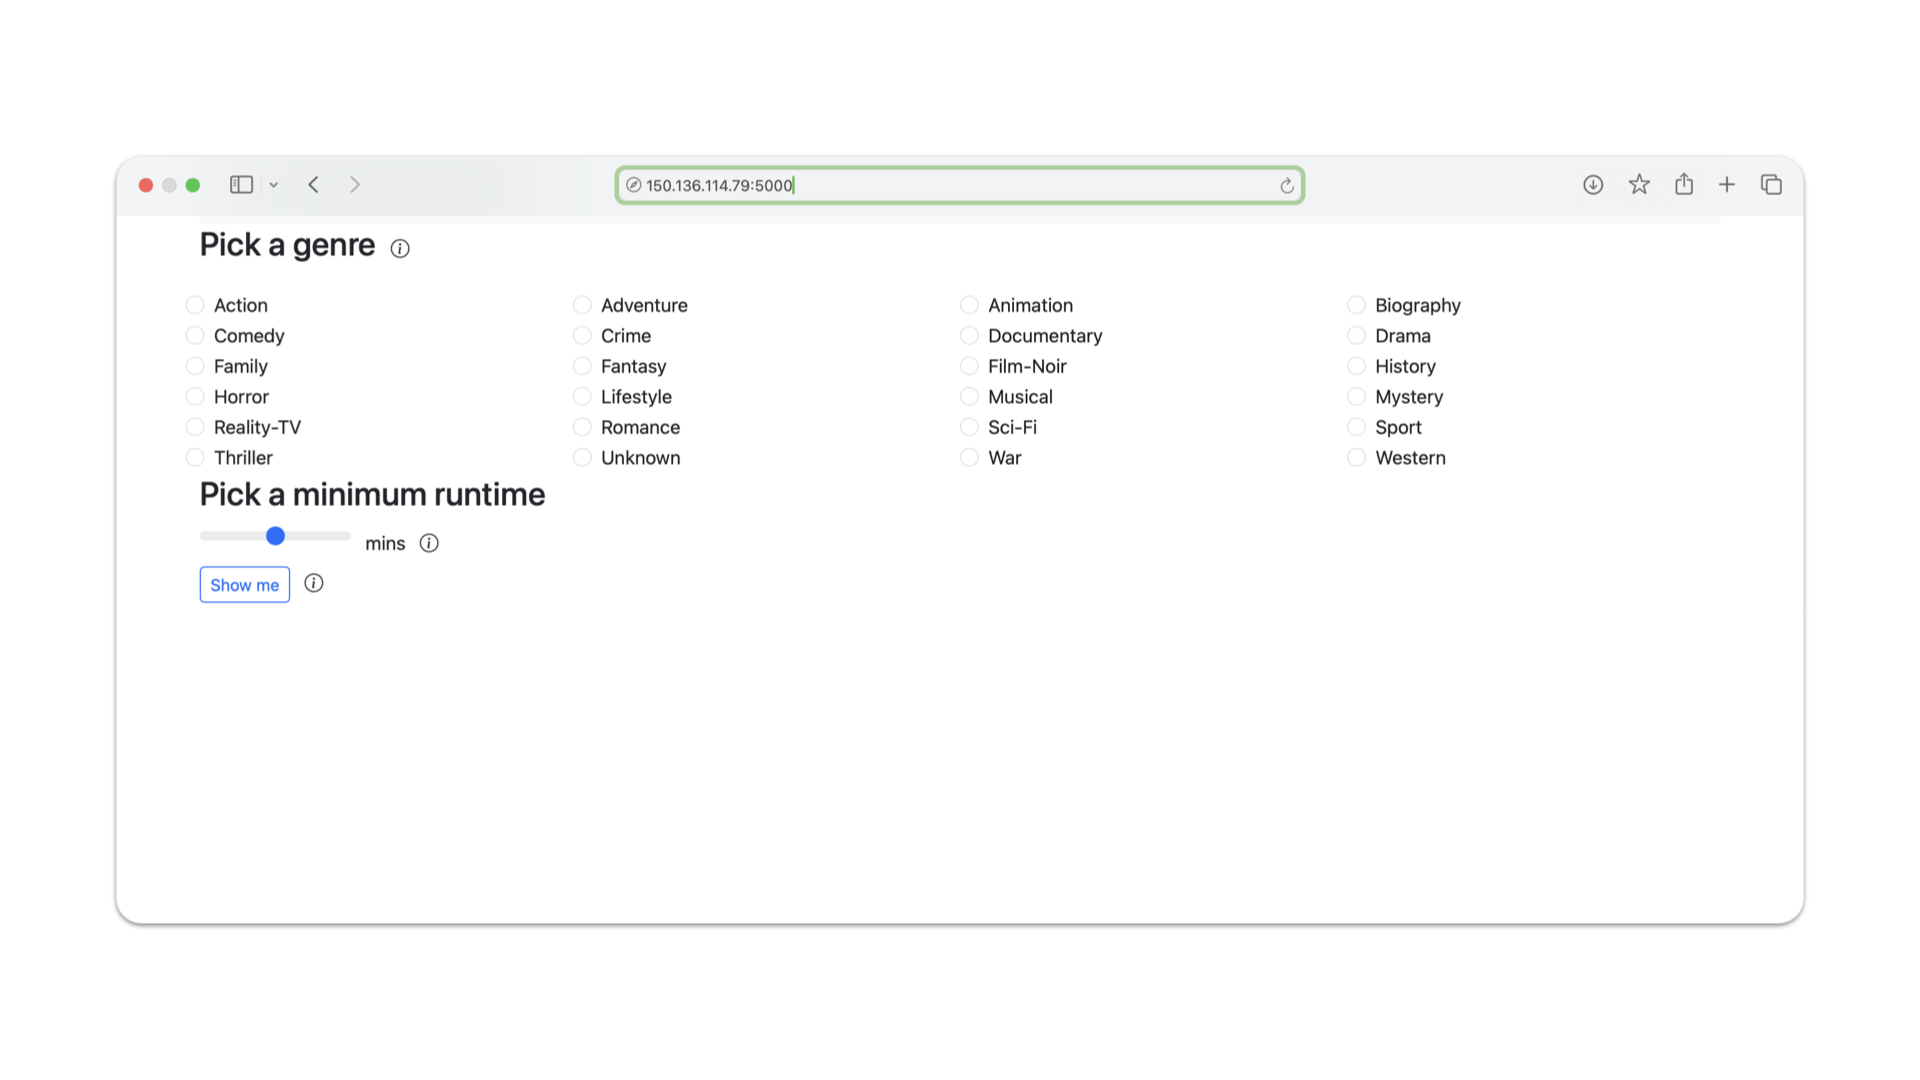 150.136.114.79:5000
Pick a genre
Action Adventure Animation Biography
Comedy Crime Documentary Drama
Family Fantasy Film-Noir History
Horror Lifestyle Musical Mystery
Reality-TV Romance Sci-Fi Sport
Thriller Unknown War Western
Pick a minimum runtime
mins
Show me